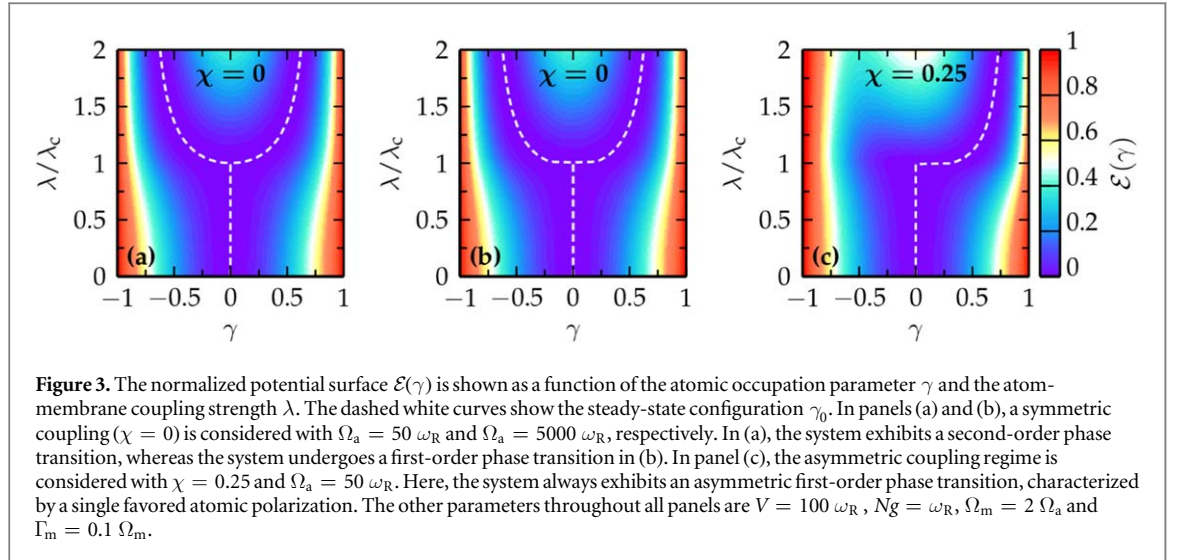 χ = 0
χ = 0
χ = 0.25
2
1.5
1
0.5
0
λ/λc
(a)
−1 −0.5 0 0.5 1
γ
2
1.5
1
0.5
0
λ/λc
(b)
−1 −0.5 0 0.5 1
γ
2
1.5
1
0.5
0
λ/λc
(c)
−1 −0.5 0 0.5 1
γ
1
0.8
0.6
0.4
0.2
0
ℰ(γ)
Figure 3. The normalized potential surface ℰ(γ) is shown as a function of the atomic occupation parameter γ and the atom-
membrane coupling strength λ. The dashed white curves show the steady-state configuration γ₀. In panels (a) and (b), a symmetric
coupling (χ = 0) is considered with Ωa = 50 ωR and Ωa = 5000 ωR, respectively. In (a), the system exhibits a second-order phase
transition, whereas the system undergoes a first-order phase transition in (b). In panel (c), the asymmetric coupling regime is
considered with χ = 0.25 and Ωa = 50 ωR. Here, the system always exhibits an asymmetric first-order phase transition, characterized
by a single favored atomic polarization. The other parameters throughout all panels are V = 100 ωR , Ng = ωR, Ωm = 2 Ωa and
Γm = 0.1 Ωm.